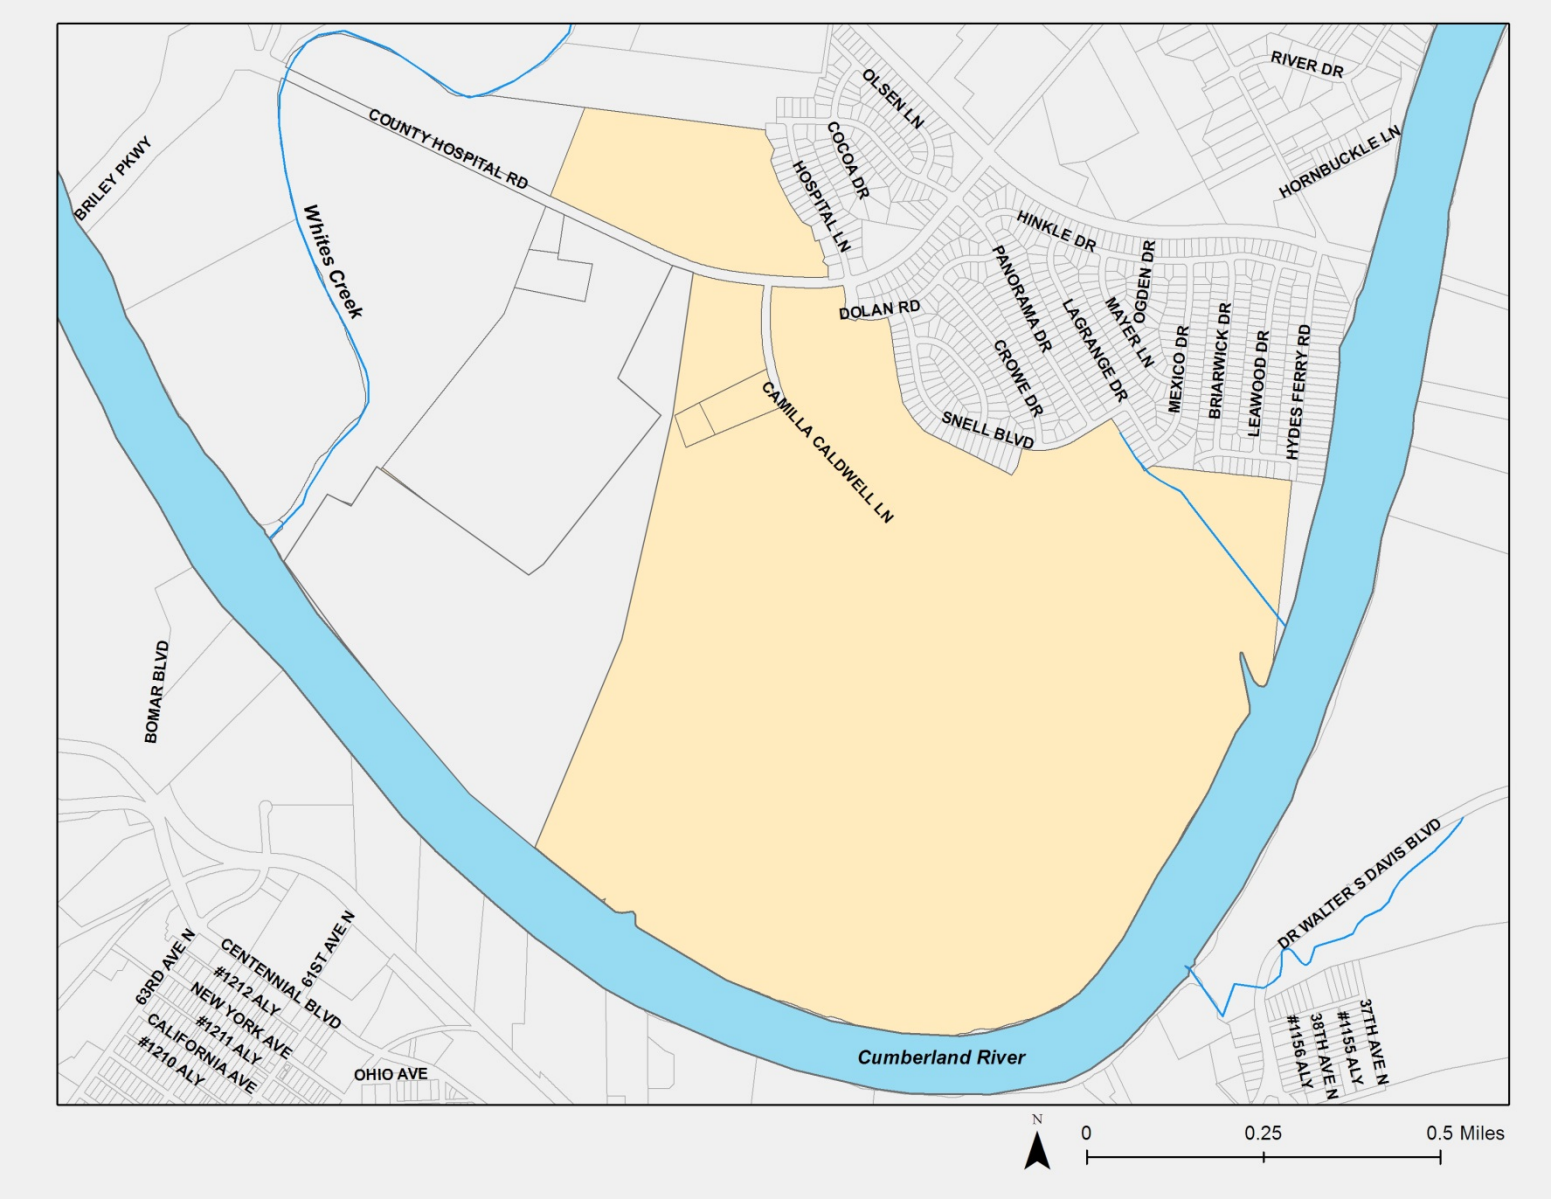 RIVER DR
OLSEN LN
COUNTY HOSPITAL RD
COCOA DR
HORNBUCKLE LN
BRILEY PKWY
HOSPITAL LN
Whites Creek
HINKLE DR
PANORAMA DR
OGDEN DR
DOLAN RD
LAGRANGE DR
MAYER LN
MEXICO DR
BRIARWICK DR
LEAWOOD DR
HYDES FERRY RD
CROWE DR
CAMILLA CALDWELL LN
SNELL BLVD
BOMAR BLVD
DR WALTER S DAVIS BLVD
63RD AVE N
CENTENNIAL BLVD
61ST AVE N
#1212 ALY
NEW YORK AVE
#1211 ALY
CALIFORNIA AVE
#1210 ALY
OHIO AVE
Cumberland River
#1156 ALY
38TH AVE N
#1155 ALY
37TH AVE N
N
0 0.25 0.5 Miles